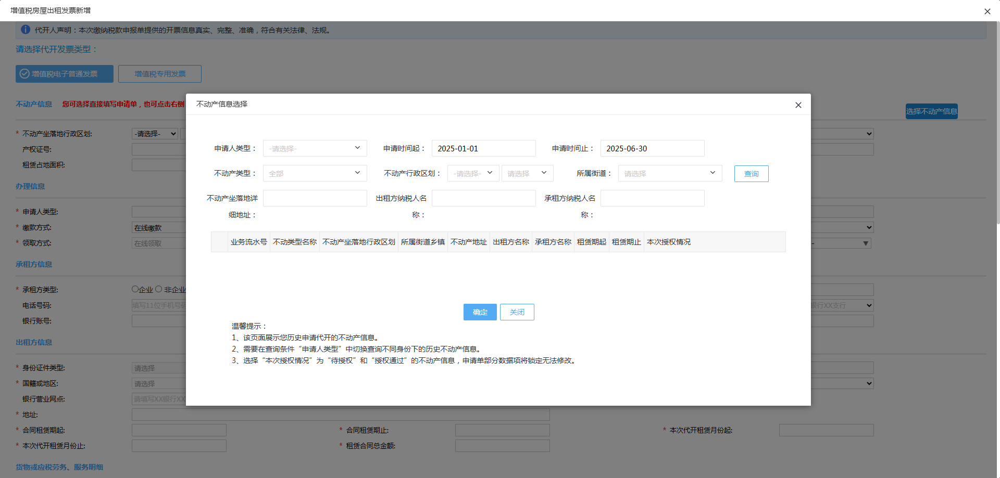 增值税房屋出租发票新增
代开人声明：本次缴纳税款申报单提供的开票信息真实、完整、准确，符合有关法律、法规。
请选择代开发票类型：
增值税电子普通发票 增值税专用发票
不动产信息 您可选择直接填写申请单，也可点击右侧
选择不动产信息
* 不动产坐落地行政区划: -请选择-
产权证号:
租赁占地面积:
办理信息
* 申请人类型:
* 缴款方式: 在线缴款
* 领取方式: 在线领取
承租方信息
* 承租方类型: 企业 非企业
电话号码: 填写11位手机号码 银行XX支行
银行账号:
出租方信息
* 身份证件类型: 请选择
* 国籍或地区: 请选择
银行营业网点: 请填写XX银行XX
* 地址:
* 合同租赁期起: * 合同租赁期止: * 本次代开租赁月份起:
* 本次代开租赁月份止: * 租赁合同总金额:
货物或应税劳务、服务明细
不动产信息选择
申请人类型： -请选择- 申请时间起： 2025-01-01 申请时间止： 2025-06-30
不动产类型： 全部 不动产行政区划： -请选择- 请选择 所属街道： 请选择 查询
不动产坐落地详细地址： 出租方纳税人名称： 承租方纳税人名称：
业务流水号 不动类型名称 不动产坐落地行政区划 所属街道乡镇 不动产地址 出租方名称 承租方名称 租赁期起 租赁期止 本次授权情况
确定 关闭
温馨提示：
1、该页面展示您历史申请代开的不动产信息。
2、需要在查询条件“申请人类型”中切换查询不同身份下的历史不动产信息。
3、选择“本次授权情况”为“待授权”和“授权通过”的不动产信息，申请单部分数据项将锁定无法修改。